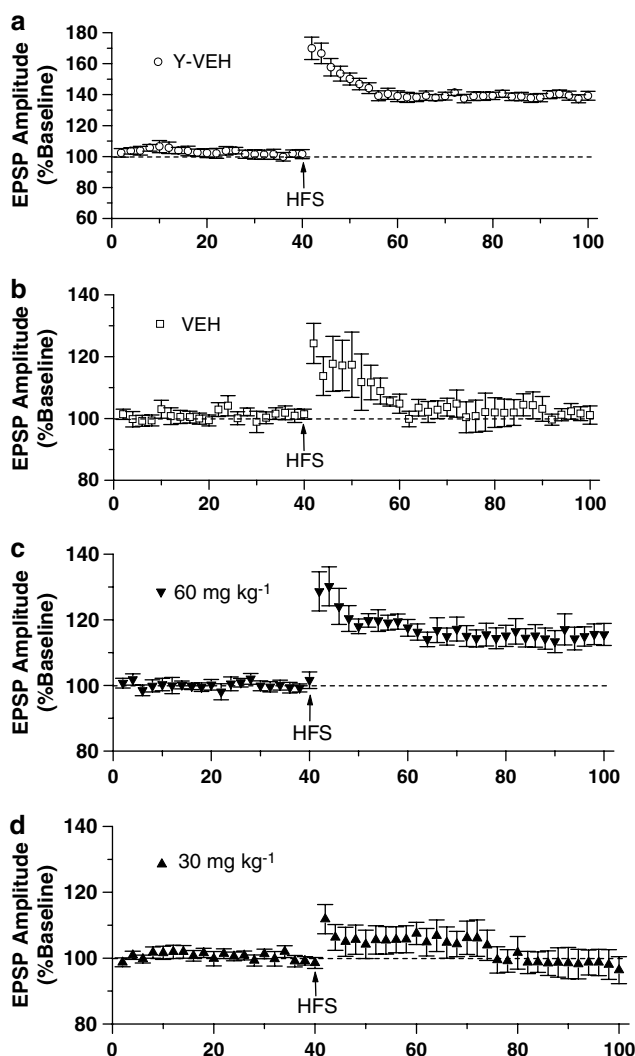 a
EPSP Amplitude
(%Baseline)
180
160
140
120
100
80
60
Y-VEH
HFS
0 20 40 60 80 100
b
EPSP Amplitude
(%Baseline)
140
120
100
80
VEH
HFS
0 20 40 60 80 100
c
EPSP Amplitude
(%Baseline)
140
120
100
80
60 mg kg-1
HFS
0 20 40 60 80 100
d
EPSP Amplitude
(%Baseline)
140
120
100
80
30 mg kg-1
HFS
0 20 40 60 80 100